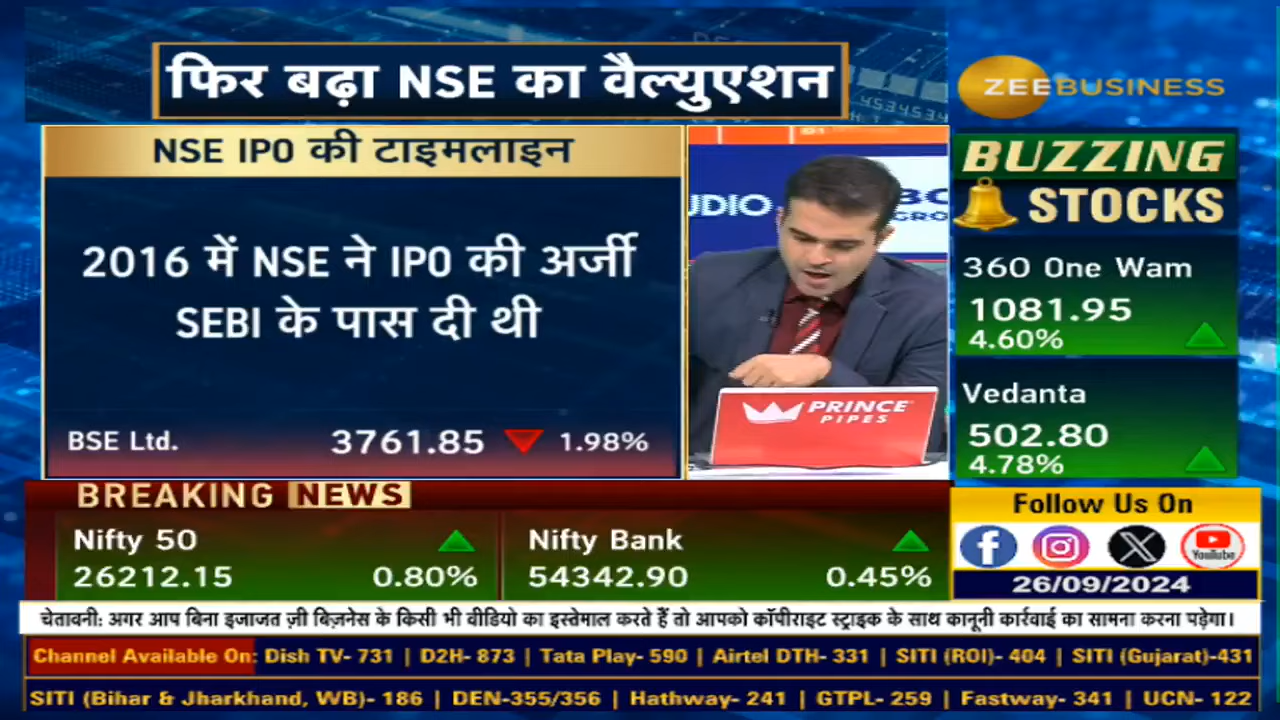 फिर बढ़ा NSE का वैल्युएशन
ZEEBUSINESS
NSE IPO की टाइमलाइन
2016 में NSE ने IPO की अर्जी
SEBI के पास दी थी
BSE Ltd. 3761.85 1.98%
PRINCE
PIPES
BUZZING
STOCKS
360 One Wam
1081.95
4.60%
Vedanta
502.80
4.78%
BREAKING NEWS
Nifty 50
26212.15 0.80%
Nifty Bank
54342.90 0.45%
Follow Us On
YouTube
26/09/2024
चेतावनी: अगर आप बिना इजाजत ज़ी बिज़नेस के किसी भी वीडियो का इस्तेमाल करते हैं तो आपको कॉपीराइट स्ट्राइक के साथ कानूनी कार्रवाई का सामना करना पड़ेगा।
Channel Available On: Dish TV- 731 | D2H- 873 | Tata Play- 590 | Airtel DTH- 331 | SITI (ROI)- 404 | SITI (Gujarat)-431
SITI (Bihar & Jharkhand, WB)- 186 | DEN-355/356 | Hathway- 241 | GTPL- 259 | Fastway- 341 | UCN- 122